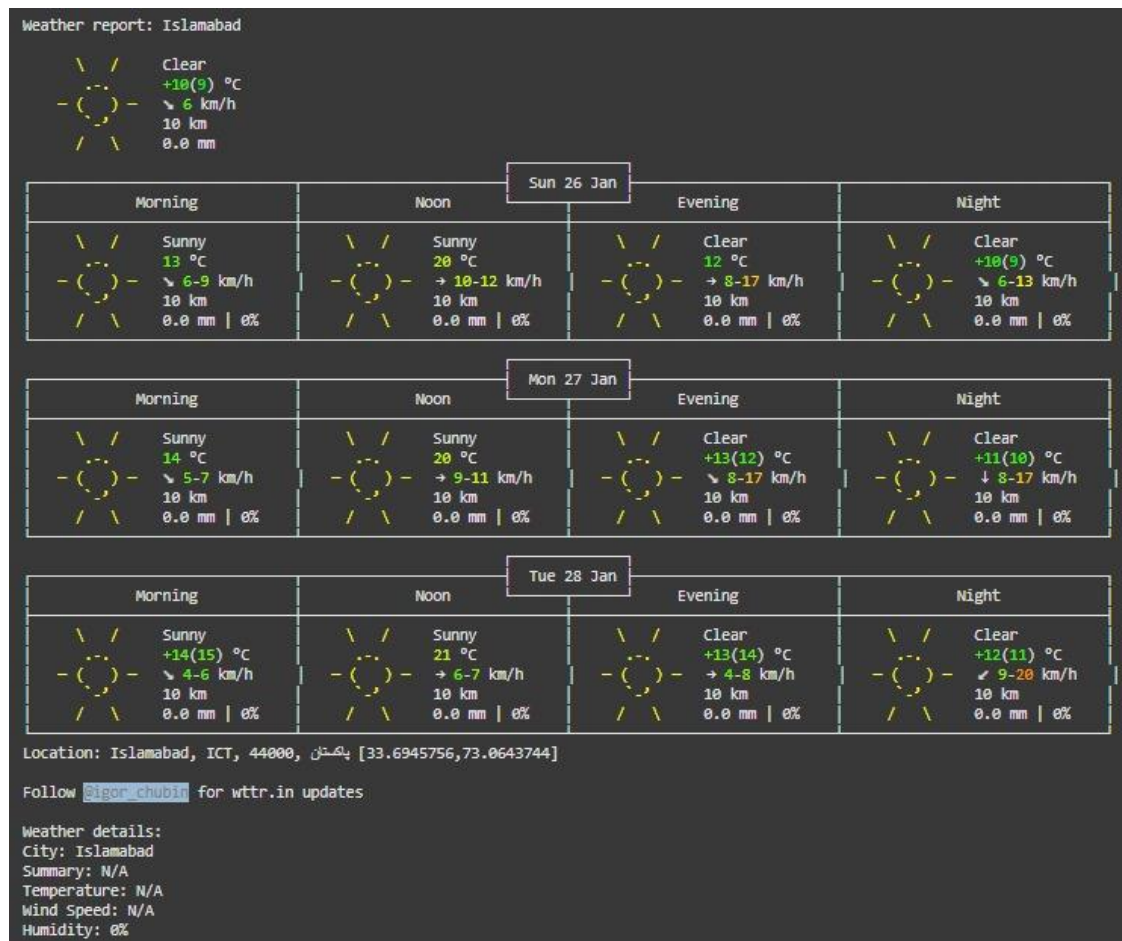 Weather report: Islamabad
Clear
+10(9) °C
↘ 6 km/h
10 km
0.0 mm
Sun 26 Jan
Morning Noon Evening Night
Sunny Sunny Clear Clear
13 °C 20 °C 12 °C +10(9) °C
↘ 6-9 km/h → 10-12 km/h → 8-17 km/h ↘ 6-13 km/h
10 km 10 km 10 km 10 km
0.0 mm | 0% 0.0 mm | 0% 0.0 mm | 0% 0.0 mm | 0%
Mon 27 Jan
Morning Noon Evening Night
Sunny Sunny Clear Clear
14 °C 20 °C +13(12) °C +11(10) °C
↘ 5-7 km/h → 9-11 km/h ↘ 8-17 km/h ↓ 8-17 km/h
10 km 10 km 10 km 10 km
0.0 mm | 0% 0.0 mm | 0% 0.0 mm | 0% 0.0 mm | 0%
Tue 28 Jan
Morning Noon Evening Night
Sunny Sunny Clear Clear
+14(15) °C 21 °C +13(14) °C +12(11) °C
↘ 4-6 km/h → 6-7 km/h → 4-8 km/h ↙ 9-20 km/h
10 km 10 km 10 km 10 km
0.0 mm | 0% 0.0 mm | 0% 0.0 mm | 0% 0.0 mm | 0%
Location: Islamabad, ICT, 44000, پاکستان [33.6945756,73.0643744]
Follow @igor_chubin for wttr.in updates
Weather details:
City: Islamabad
Summary: N/A
Temperature: N/A
Wind Speed: N/A
Humidity: 0%